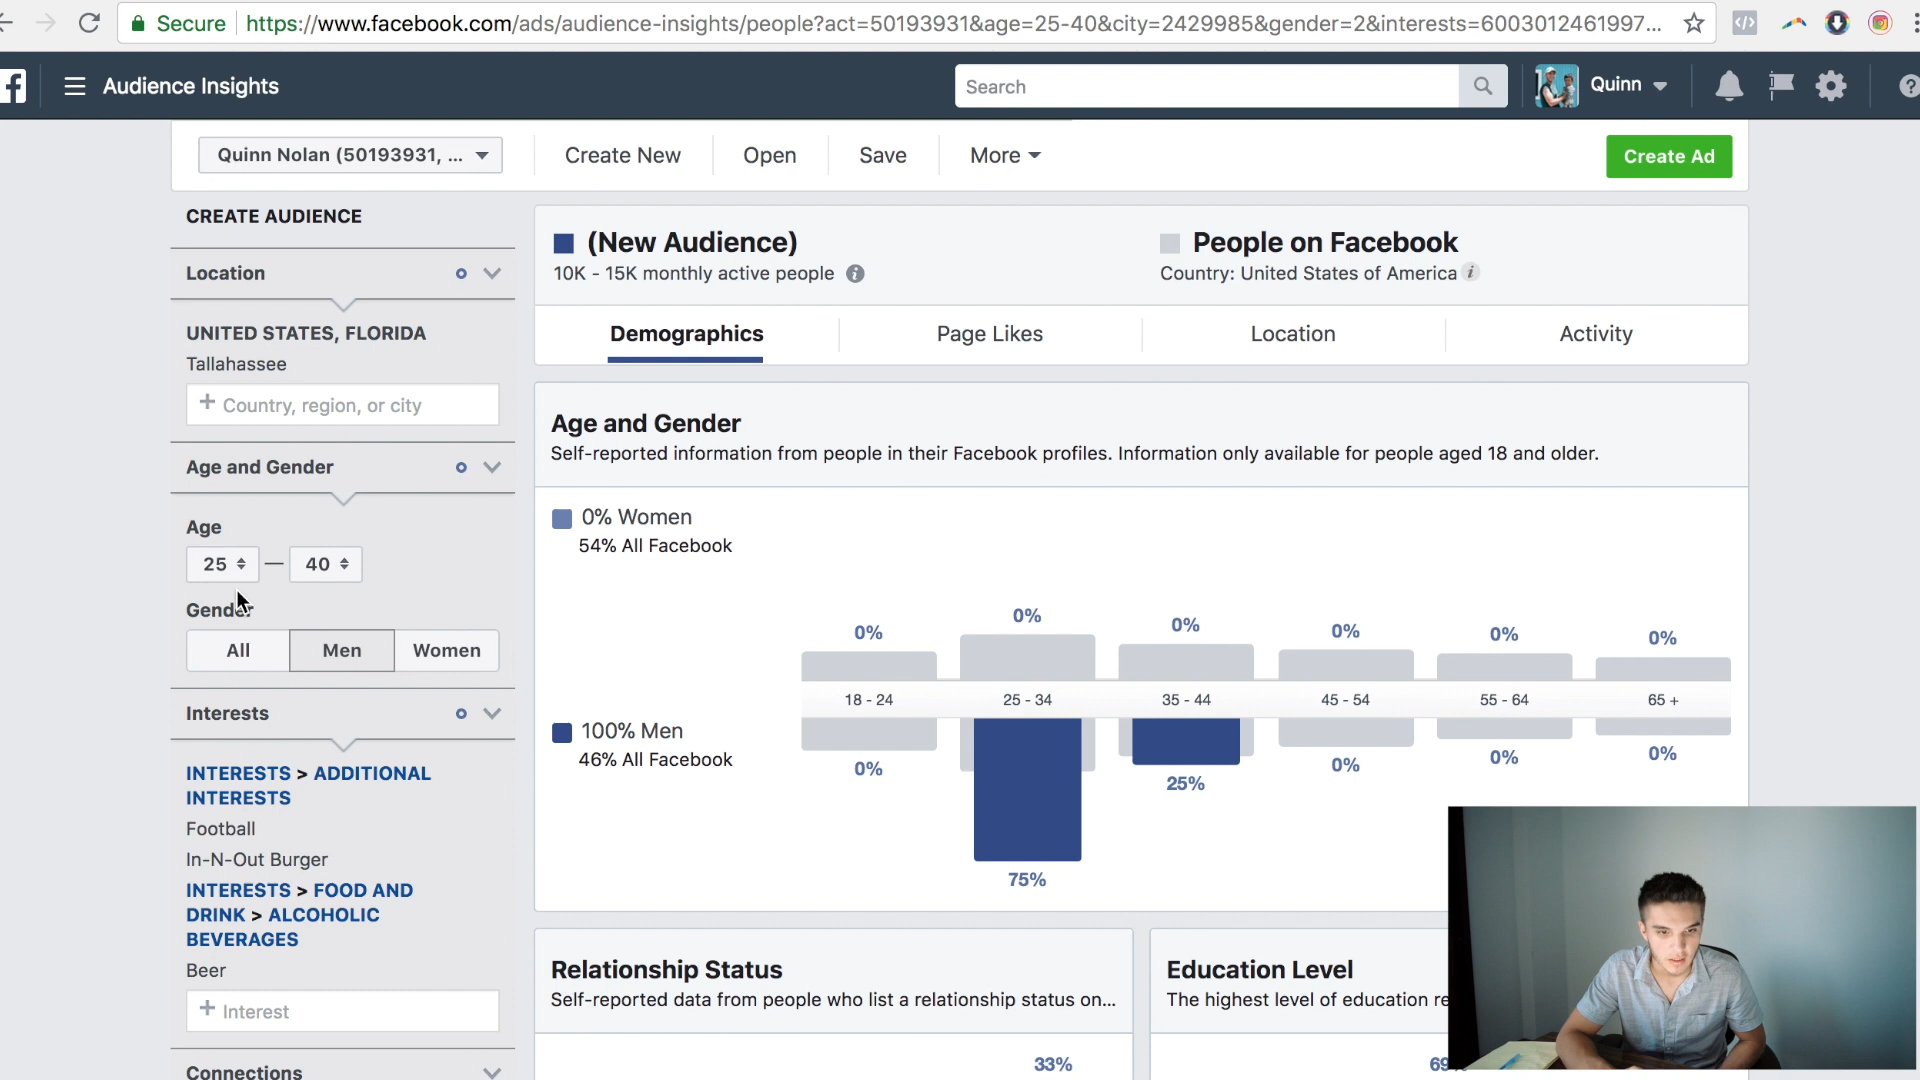 Secure
https://www.facebook.com/ads/audience-insights/people?act=50193931&age=25-40&city=2429985&gender=2&interests=6003012461997...
f
Audience Insights
Search
Quinn
?
Quinn Nolan (50193931, ...
Create New
Open
Save
More
Create Ad
CREATE AUDIENCE
Location
UNITED STATES, FLORIDA
Tallahassee
+ Country, region, or city
Age and Gender
Age
25 — 40
Gender
All
Men
Women
Interests
INTERESTS > ADDITIONAL
INTERESTS
Football
In-N-Out Burger
INTERESTS > FOOD AND
DRINK > ALCOHOLIC
BEVERAGES
Beer
+ Interest
Connections
(New Audience)
10K - 15K monthly active people i
People on Facebook
Country: United States of America i
Demographics
Page Likes
Location
Activity
Age and Gender
Self-reported information from people in their Facebook profiles. Information only available for people aged 18 and older.
0% Women
54% All Facebook
0% 0% 0% 0% 0% 0%
18 - 24 25 - 34 35 - 44 45 - 54 55 - 64 65 +
100% Men
46% All Facebook
0% 75% 25% 0% 0% 0%
Relationship Status
Self-reported data from people who list a relationship status on...
33%
Education Level
The highest level of education